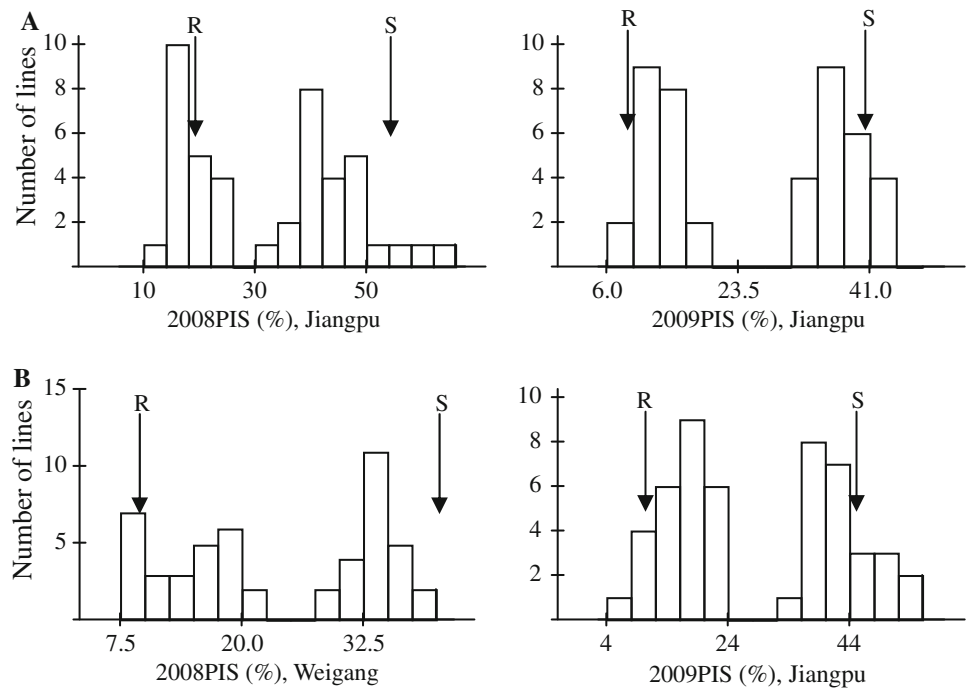 A
R
S
R
S
Number of lines
10
8
6
4
2
10
8
6
4
2
10
30
50
6.0
23.5
41.0
2008PIS (%), Jiangpu
2009PIS (%), Jiangpu
B
R
S
R
S
Number of lines
15
10
5
10
8
6
4
2
7.5
20.0
32.5
4
24
44
2008PIS (%), Weigang
2009PIS (%), Jiangpu